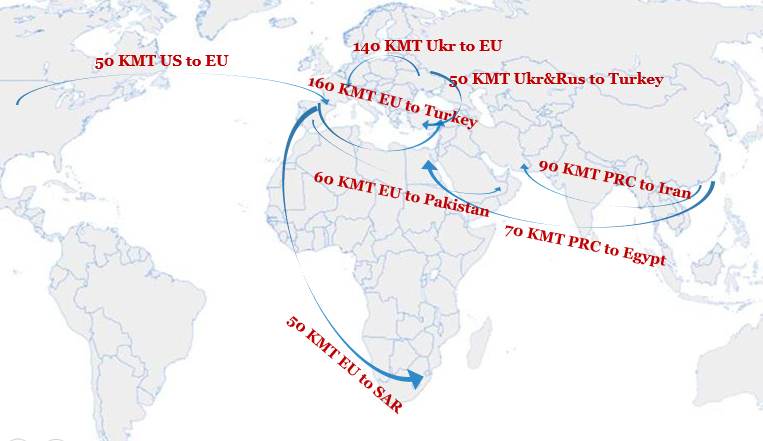 140 KMT Ukr to EU
50 KMT US to EU
50 KMT Ukr&Rus to Turkey
160 KMT EU to Turkey
90 KMT PRC to Iran
60 KMT EU to Pakistan
70 KMT PRC to Egypt
50 KMT EU to SAR